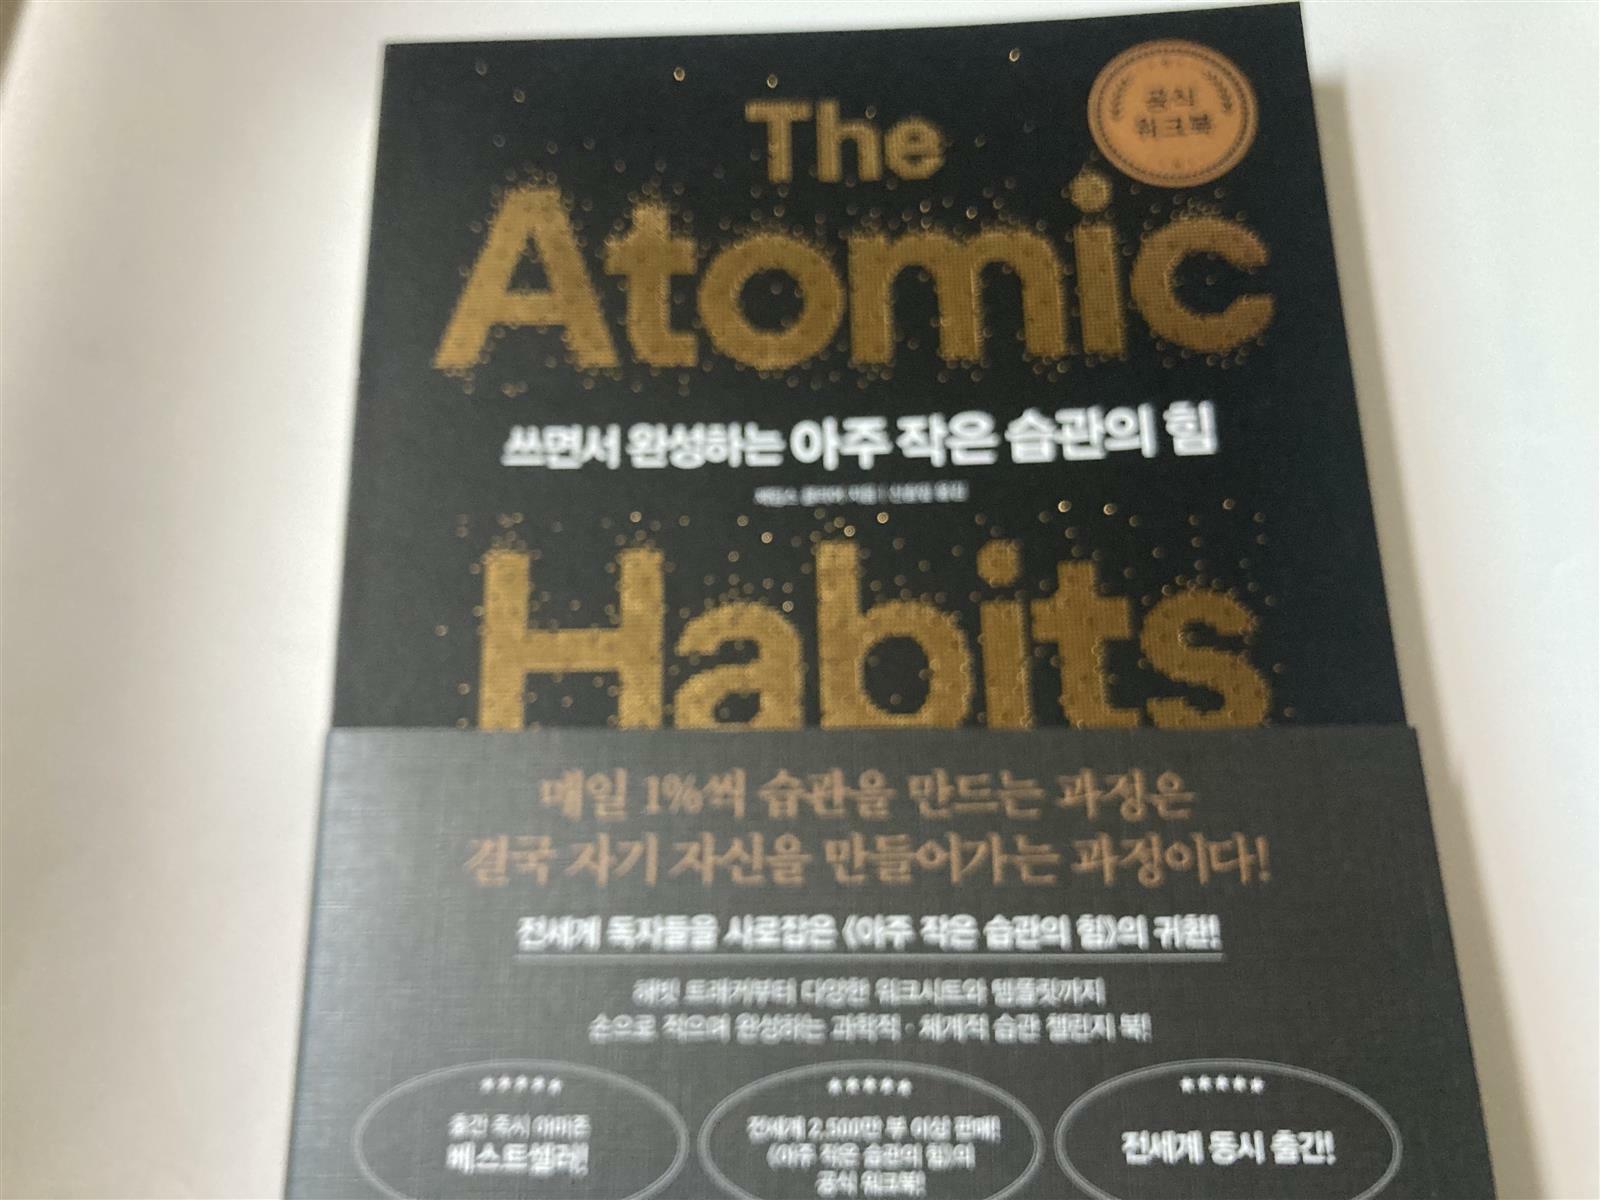 The
공식
워크북
Atomic
쓰면서 완성하는 아주 작은 습관의 힘
제임스 클리어 지음 |
Habits
매일 1%씩 습관을 만드는 과정은
결국 자기 자신을 만들어가는 과정이다!
전세계 독자들을 사로잡은 《아주 작은 습관의 힘》의 귀환!
해빗 트래커부터 다양한 워크시트와 템플릿까지
손으로 적으며 완성하는 과학적·체계적 습관 챌린지 북!
★★★★★
출간 즉시 아마존
베스트셀러!
★★★★★
전세계 2,500만 부 이상 판매!
《아주 작은 습관의 힘》의
공식 워크북!
★★★★★
전세계 동시 출간!